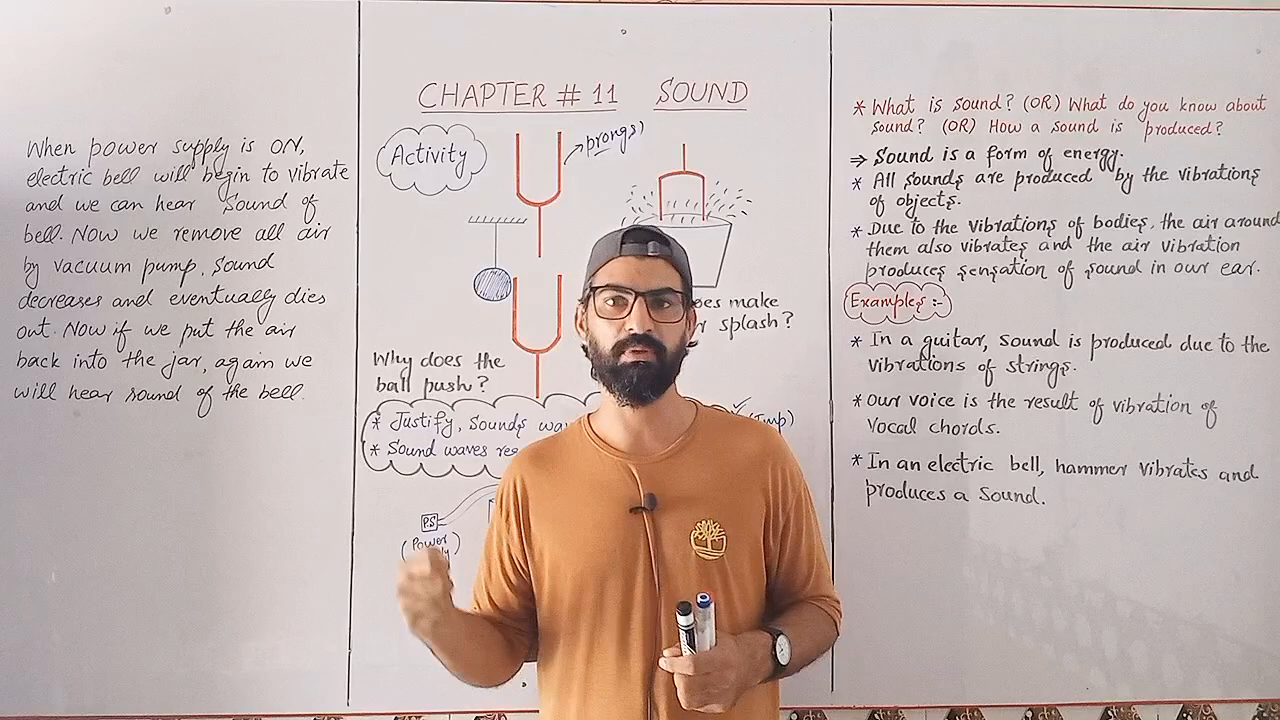 When power supply is ON,
electric bell will begin to vibrate
and we can hear Sound of
bell. Now we remove all air
by vacuum pump, Sound
decreases and eventually dies
out. Now if we put the air
back into the jar, again we
will hear sound of the bell.
CHAPTER # 11 SOUND
Activity
prongs)
make
splash?
Why does the
ball push?
* Justify, Sounds
(Imp)
* Sound waves
P.S
(Power
* What is sound? (OR) What do you know about
sound? (OR) How a sound is produced?
⇒ Sound is a form of energy.
* All sounds are produced by the vibrations
of objects.
* Due to the vibrations of bodies, the air around
them also vibrates and the air vibration
produces sensation of sound in our ear.
Examples :-
* In a guitar, sound is produced due to the
vibrations of strings.
* Our voice is the result of vibration of
Vocal chords.
* In an electric bell, hammer vibrates and
produces a sound.